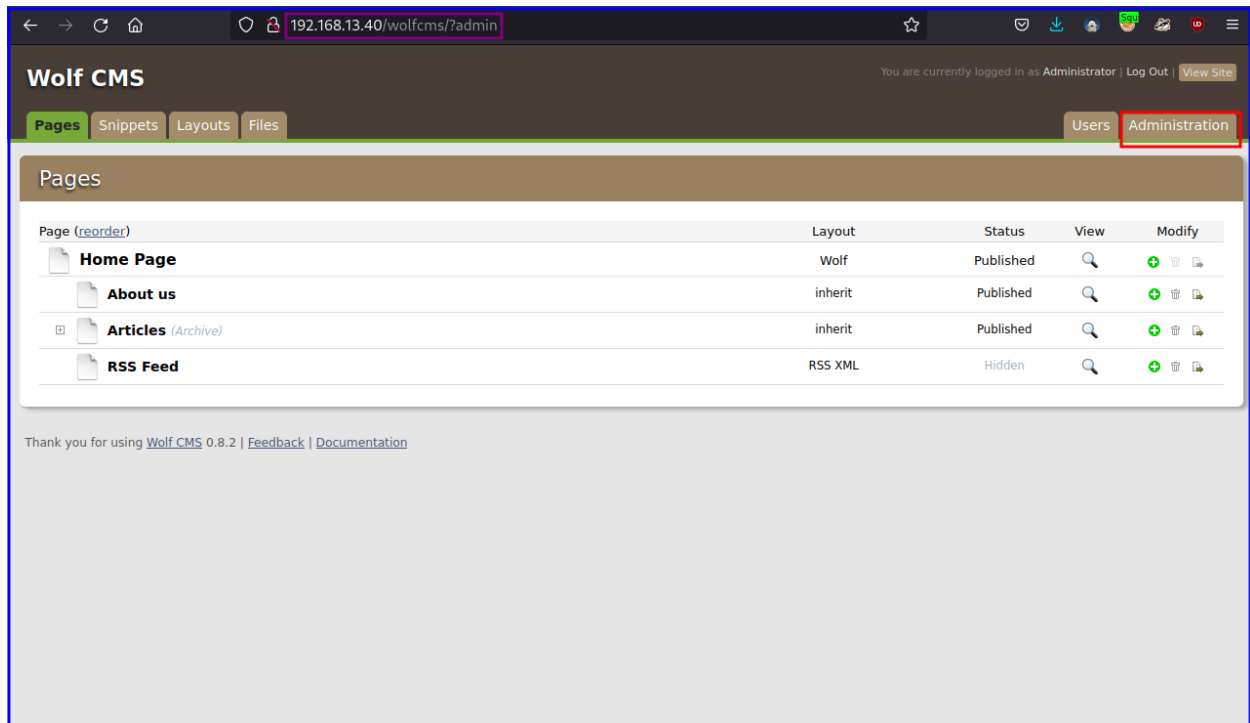 192.168.13.40/wolfcms/?admin
Squ
Wolf CMS
You are currently logged in as Administrator | Log Out | View Site
Pages Snippets Layouts Files Users Administration
Pages
Page (reorder) Layout Status View Modify
Home Page Wolf Published
About us inherit Published
Articles (Archive) inherit Published
RSS Feed RSS XML Hidden
Thank you for using Wolf CMS 0.8.2 | Feedback | Documentation